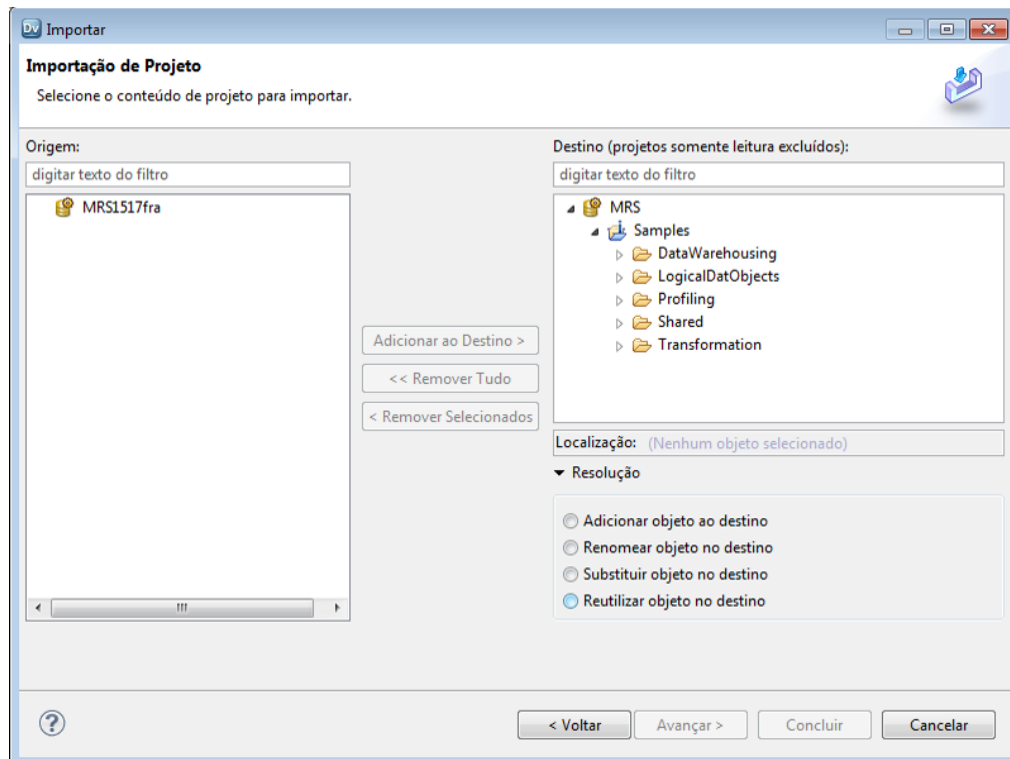 Dv Importar
Importação de Projeto
Selecione o conteúdo de projeto para importar.
Origem:
digitar texto do filtro
MRS1517fra
Adicionar ao Destino >
<< Remover Tudo
< Remover Selecionados
Destino (projetos somente leitura excluídos):
digitar texto do filtro
MRS
Samples
DataWarehousing
LogicalDatObjects
Profiling
Shared
Transformation
Localização: (Nenhum objeto selecionado)
Resolução
Adicionar objeto ao destino
Renomear objeto no destino
Substituir objeto no destino
Reutilizar objeto no destino
? < Voltar Avançar > Concluir Cancelar